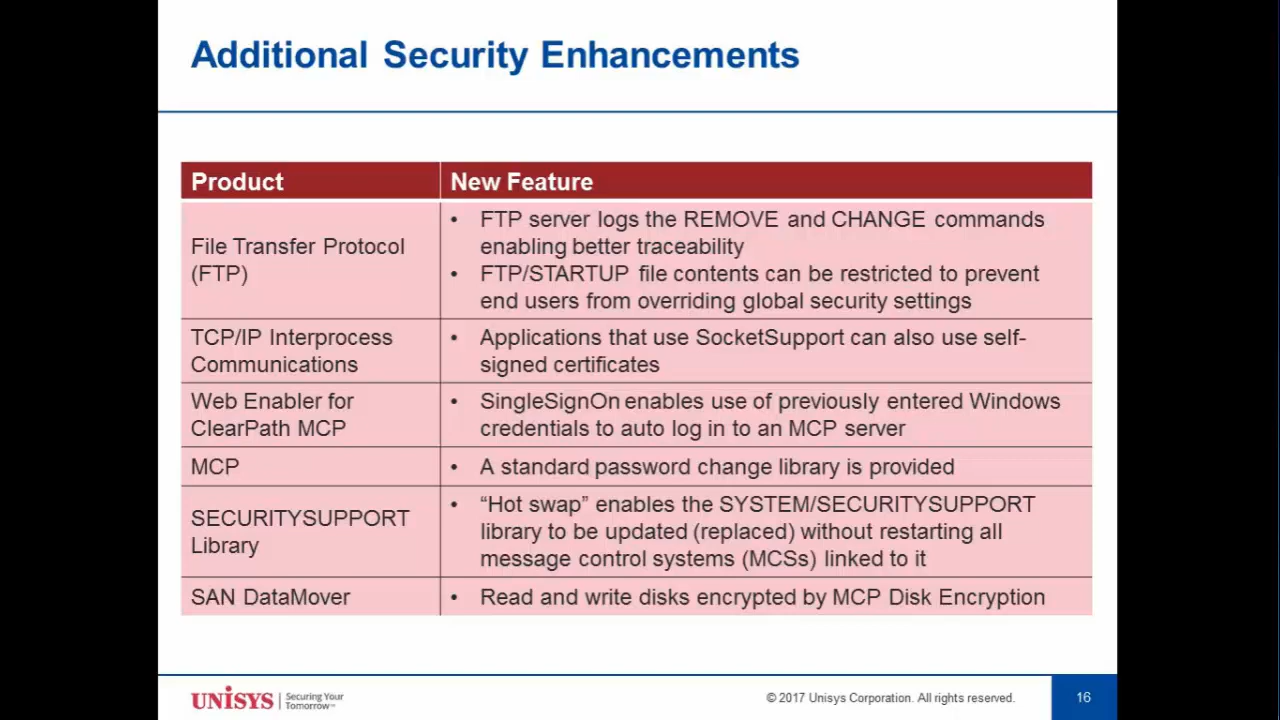 Additional Security Enhancements
Product
New Feature
File Transfer Protocol
(FTP)
• FTP server logs the REMOVE and CHANGE commands
enabling better traceability
• FTP/STARTUP file contents can be restricted to prevent
end users from overriding global security settings
TCP/IP Interprocess
Communications
• Applications that use SocketSupport can also use self-
signed certificates
Web Enabler for
ClearPath MCP
• SingleSignOn enables use of previously entered Windows
credentials to auto log in to an MCP server
MCP
• A standard password change library is provided
SECURITYSUPPORT
Library
• “Hot swap” enables the SYSTEM/SECURITYSUPPORT
library to be updated (replaced) without restarting all
message control systems (MCSs) linked to it
SAN DataMover
• Read and write disks encrypted by MCP Disk Encryption
UNISYS
Securing Your
Tomorrow™
© 2017 Unisys Corporation. All rights reserved.
16